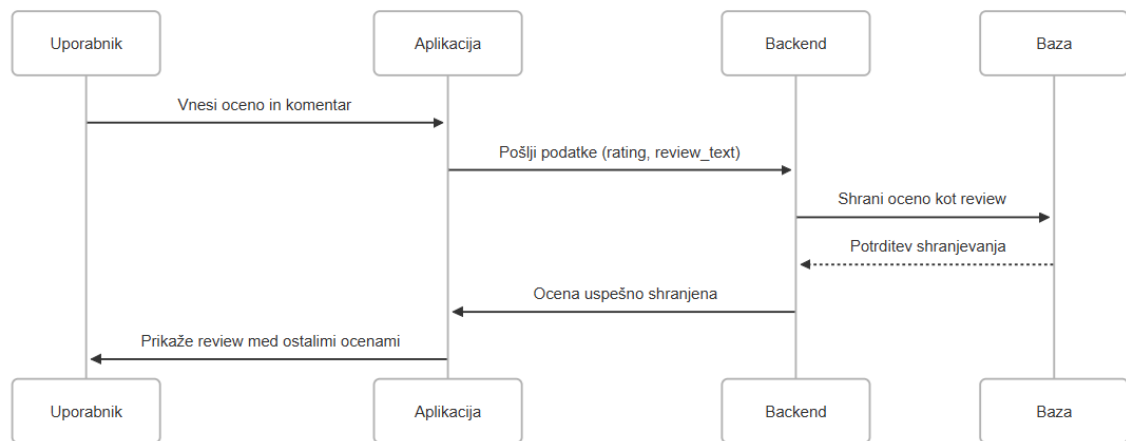 Uporabnik
Aplikacija
Backend
Baza
Vnesi oceno in komentar
Pošlji podatke (rating, review_text)
Shrani oceno kot review
Potrditev shranjevanja
Ocena uspešno shranjena
Prikaže review med ostalimi ocenami
Uporabnik
Aplikacija
Backend
Baza